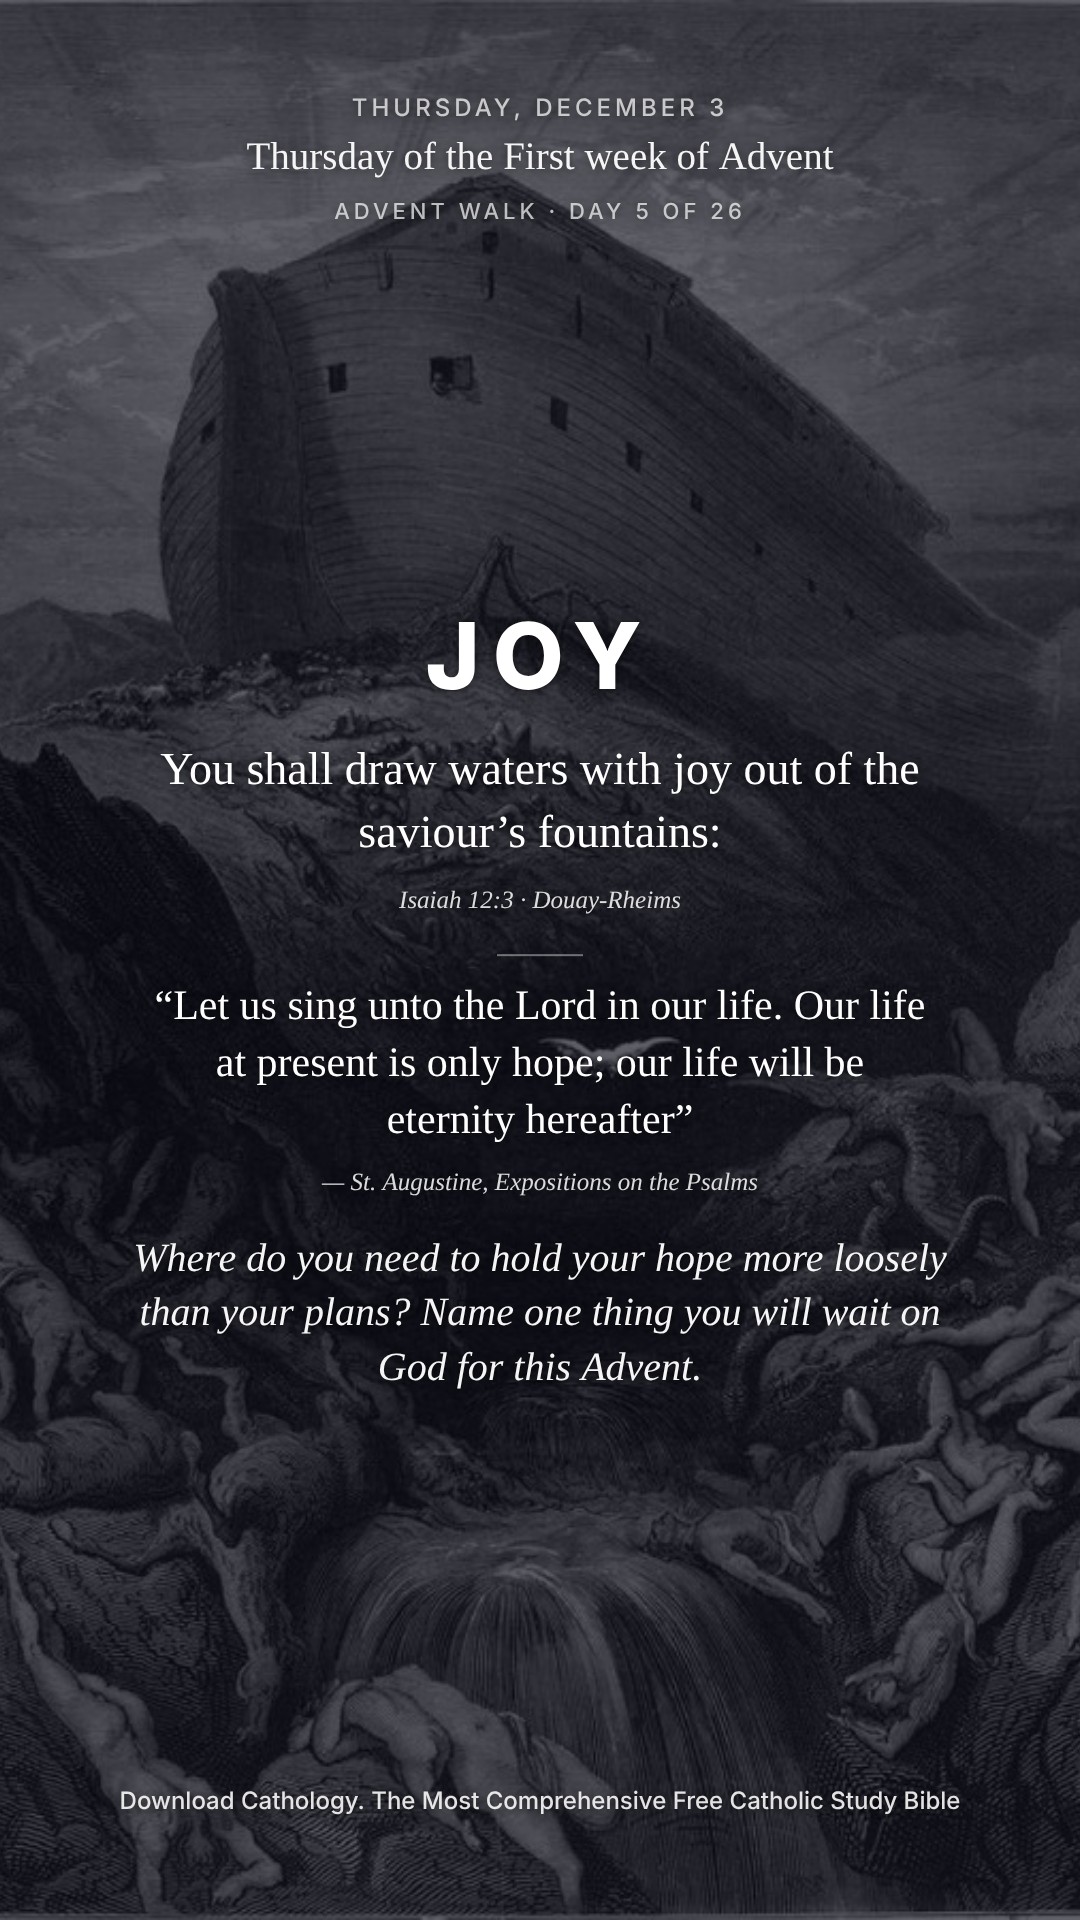 THURSDAY, DECEMBER 3
Thursday of the First week of Advent
ADVENT WALK · DAY 5 OF 26
JOY
You shall draw waters with joy out of the
saviour’s fountains:
Isaiah 12:3 · Douay-Rheims
“Let us sing unto the Lord in our life. Our life
at present is only hope; our life will be
eternity hereafter”
— St. Augustine, Expositions on the Psalms
Where do you need to hold your hope more loosely
than your plans? Name one thing you will wait on
God for this Advent.
Download Cathology. The Most Comprehensive Free Catholic Study Bible